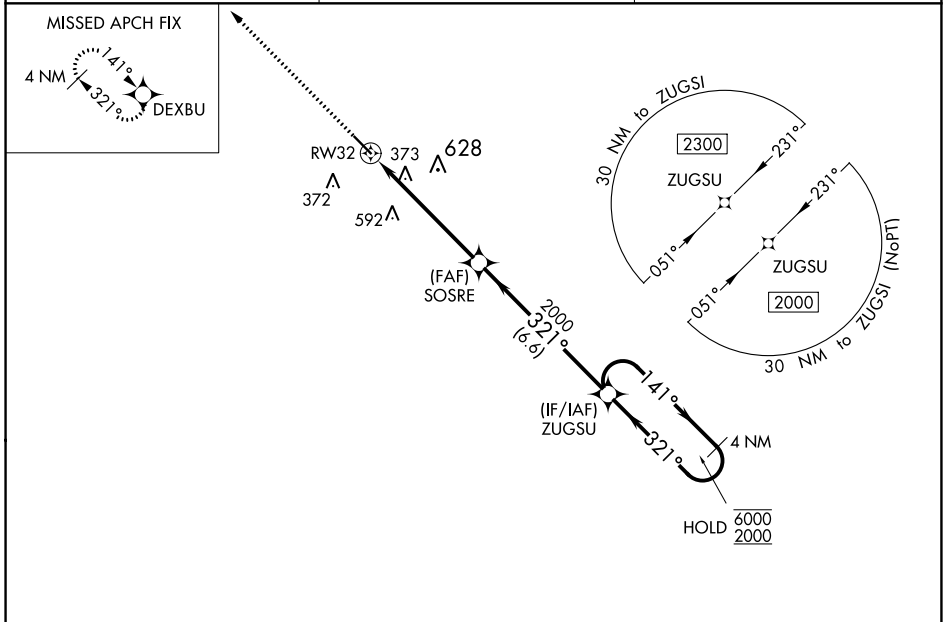 MISSED APCH FIX
4 NM
141°
321°
DEXBU
RW32
373
628
372
592
(FAF)
SOSRE
2000
321°
(6.6)
(IF/IAF)
ZUGSU
141°
321°
4 NM
HOLD
6000
2000
30 NM to ZUGSI
2300
ZUGSU
231°
051°
231°
051°
ZUGSU
2000
30 NM to ZUGSI (NoPT)